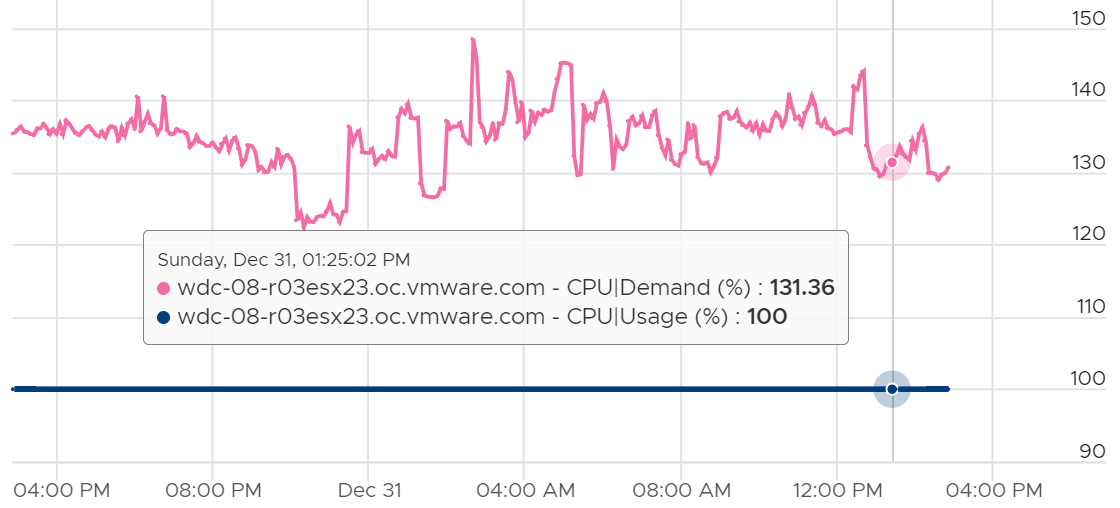 150
140
130
120
Sunday, Dec 31, 01:25:02 PM
wdc-08-r03esx23.oc.vmware.com - CPU|Demand (%) : 131.36
110
wdc-08-r03esx23.oc.vmware.com - CPU|Usage (%) : 100
100
90
04:00 PM 08:00 PM Dec 31 04:00 AM 08:00 AM 12:00 PM 04:00 PM